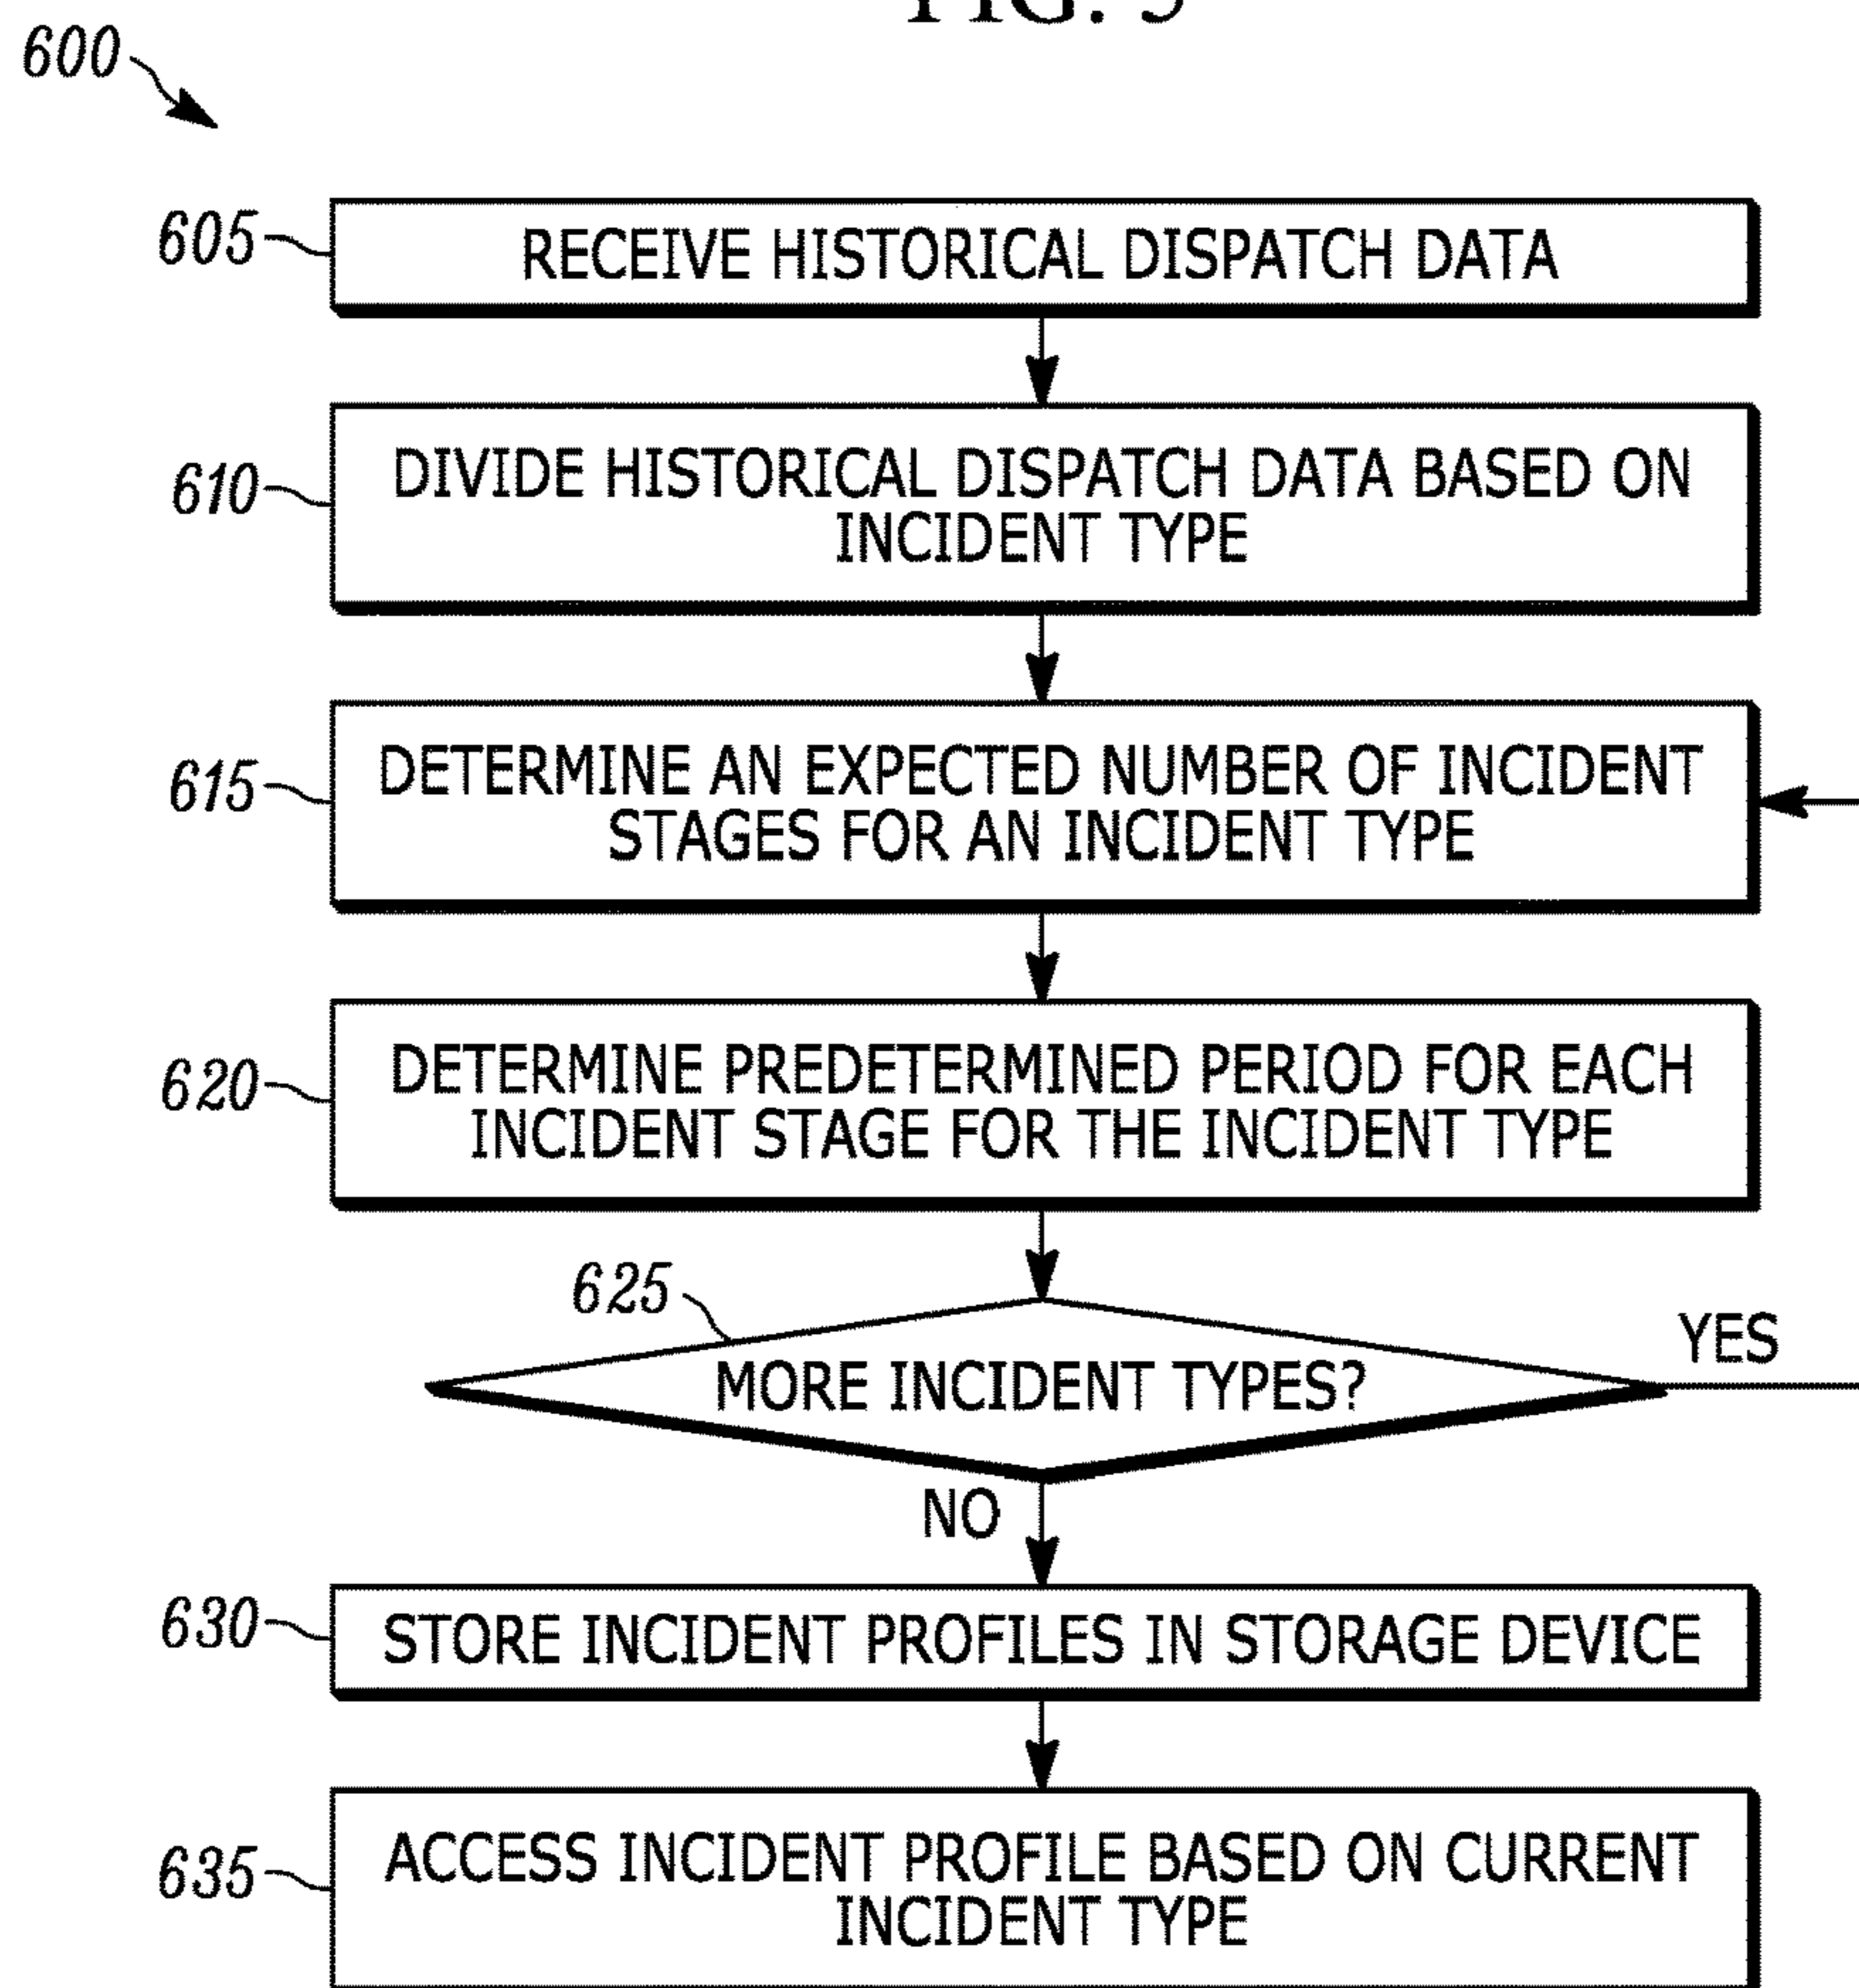 FIG. 5
600
605
RECEIVE HISTORICAL DISPATCH DATA
610
DIVIDE HISTORICAL DISPATCH DATA BASED ON
INCIDENT TYPE
615
DETERMINE AN EXPECTED NUMBER OF INCIDENT
STAGES FOR AN INCIDENT TYPE
620
DETERMINE PREDETERMINED PERIOD FOR EACH
INCIDENT STAGE FOR THE INCIDENT TYPE
625
MORE INCIDENT TYPES?
YES
NO
630
STORE INCIDENT PROFILES IN STORAGE DEVICE
635
ACCESS INCIDENT PROFILE BASED ON CURRENT
INCIDENT TYPE